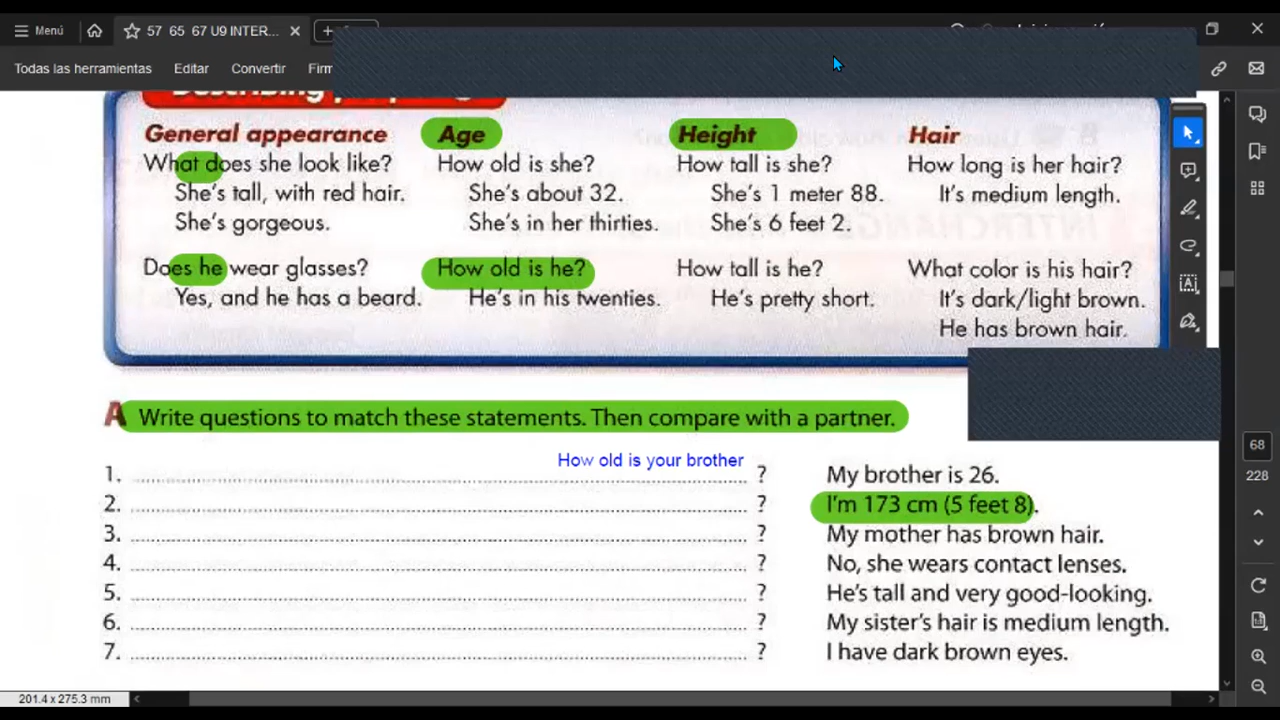 Menú
57 65 67 U9 INTER...
Todas las herramientas
Editar
Convertir
General appearance
Age
Height
Hair
What does she look like?
How old is she?
How tall is she?
How long is her hair?
She's tall, with red hair.
She's about 32.
She's 1 meter 88.
It's medium length.
She's gorgeous.
She's in her thirties.
She's 6 feet 2.
Does he wear glasses?
How old is he?
How tall is he?
What color is his hair?
Yes, and he has a beard.
He's in his twenties.
He's pretty short.
It's dark/light brown.
He has brown hair.
A Write questions to match these statements. Then compare with a partner.
1. How old is your brother ? My brother is 26.
2. ? I'm 173 cm (5 feet 8).
3. ? My mother has brown hair.
4. ? No, she wears contact lenses.
5. ? He's tall and very good-looking.
6. ? My sister's hair is medium length.
7. ? I have dark brown eyes.
68
228
201.4 x 275.3 mm